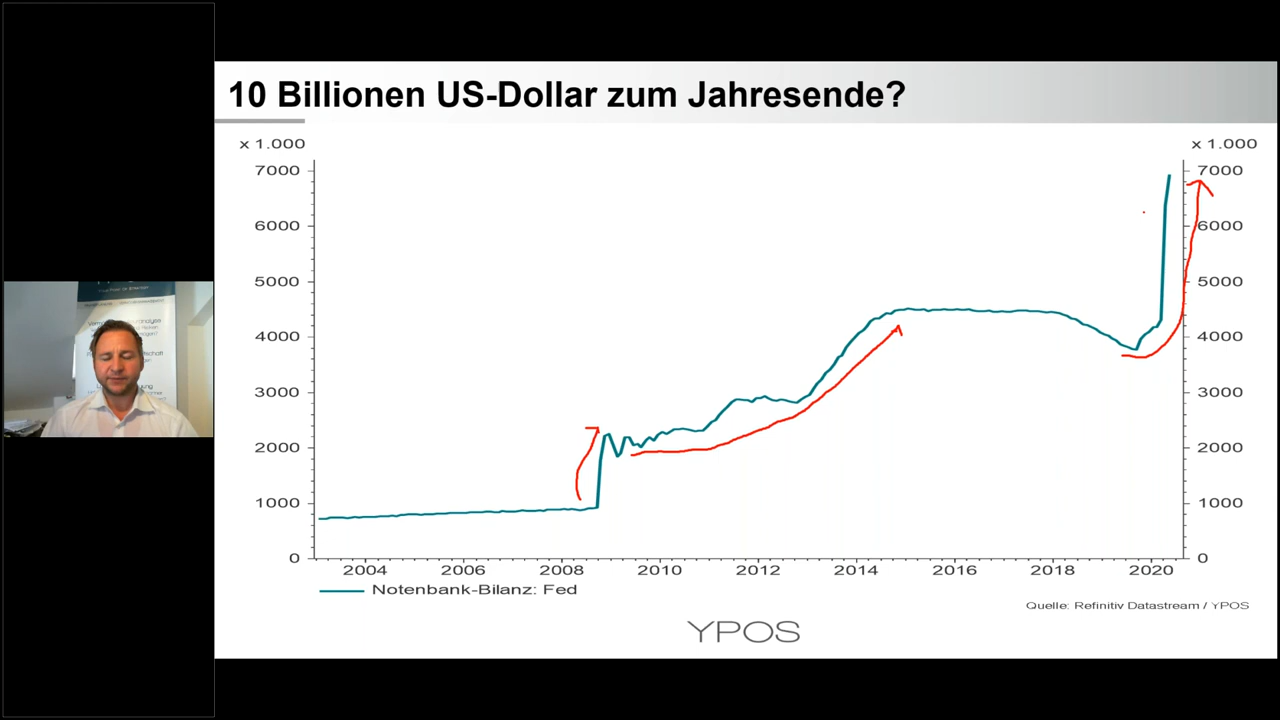 10 Billionen US-Dollar zum Jahresende?
x 1.000 x 1.000
7000 7000
6000 6000
5000 5000
4000 4000
3000 3000
2000 2000
1000 1000
0 0
2004 2006 2008 2010 2012 2014 2016 2018 2020
Notenbank-Bilanz: Fed
Quelle: Refinitiv Datastream / YPOS
YPOS